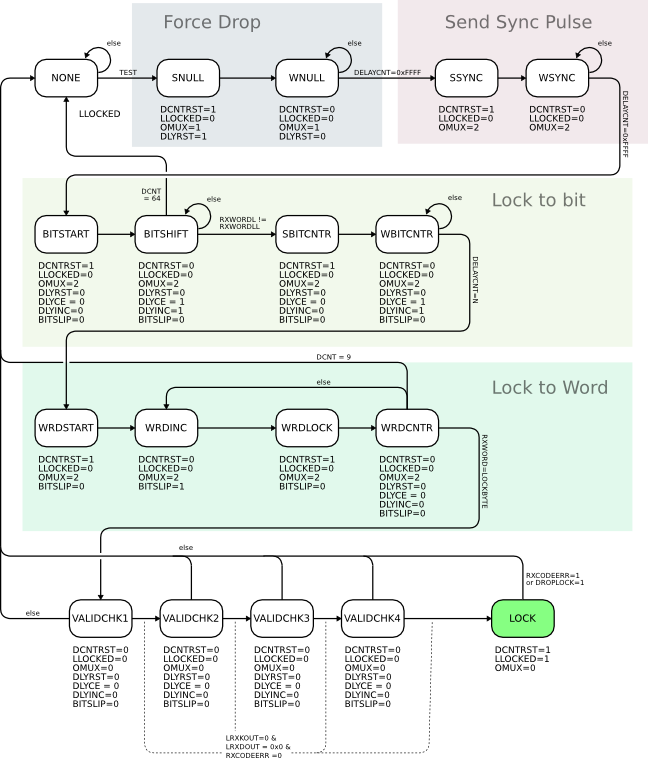 Force Drop
Send Sync Pulse
else
else
else
NONE
TEST
SNULL
WNULL
DELAYCNT=0xFFFF
SSYNC
WSYNC
DELAYCNT=0xFFFF
LLOCKED
DCNTRST=1
LLOCKED=0
OMUX=1
DLYRST=1
DCNTRST=0
LLOCKED=0
OMUX=1
DLYRST=0
DCNTRST=1
LLOCKED=0
OMUX=2
DCNTRST=0
LLOCKED=0
OMUX=2
Lock to bit
DCNT
= 64
else
RXWORDL !=
RXWORDLL
else
BITSTART
BITSHIFT
SBITCNTR
WBITCNTR
DELAYCNT=N
DCNTRST=1
LLOCKED=0
OMUX=2
DLYRST=0
DLYCE = 0
DLYINC=0
BITSLIP=0
DCNTRST=0
LLOCKED=0
OMUX=2
DLYRST=0
DLYCE = 1
DLYINC=1
BITSLIP=0
DCNTRST=1
LLOCKED=0
OMUX=2
DLYRST=0
DLYCE = 0
DLYINC=0
BITSLIP=0
DCNTRST=0
LLOCKED=0
OMUX=2
DLYRST=0
DLYCE = 1
DLYINC=1
BITSLIP=0
DCNT = 9
Lock to Word
else
WRDSTART
WRDINC
WRDLOCK
WRDCNTR
RXWORD=LOCKBYTE
DCNTRST=1
LLOCKED=0
OMUX=2
BITSLIP=0
DCNTRST=0
LLOCKED=0
OMUX=2
BITSLIP=1
DCNTRST=1
LLOCKED=0
OMUX=2
BITSLIP=0
DCNTRST=0
LLOCKED=0
OMUX=2
DLYRST=0
DLYCE = 0
DLYINC=0
BITSLIP=0
else
RXCODEERR=1
or DROPLOCK=1
else
VALIDCHK1
VALIDCHK2
VALIDCHK3
VALIDCHK4
LOCK
DCNTRST=0
LLOCKED=0
OMUX=0
DLYRST=0
DLYCE = 0
DLYINC=0
BITSLIP=0
DCNTRST=0
LLOCKED=0
OMUX=0
DLYRST=0
DLYCE = 0
DLYINC=0
BITSLIP=0
DCNTRST=0
LLOCKED=0
OMUX=0
DLYRST=0
DLYCE = 0
DLYINC=0
BITSLIP=0
DCNTRST=0
LLOCKED=0
OMUX=0
DLYRST=0
DLYCE = 0
DLYINC=0
BITSLIP=0
DCNTRST=1
LLOCKED=1
OMUX=0
LRXKOUT=0 &
LRXDOUT = 0x0 &
RXCODEERR =0